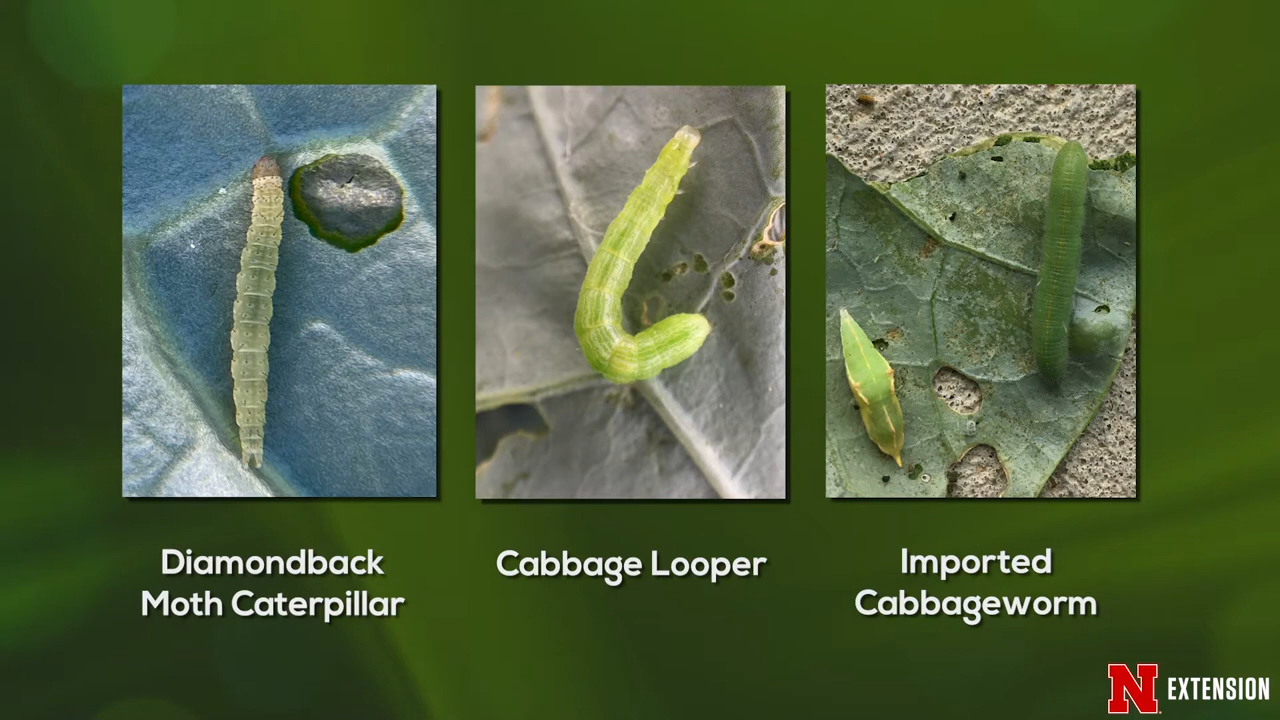 Diamondback
Moth Caterpillar
Cabbage Looper
Imported
Cabbageworm
N EXTENSION